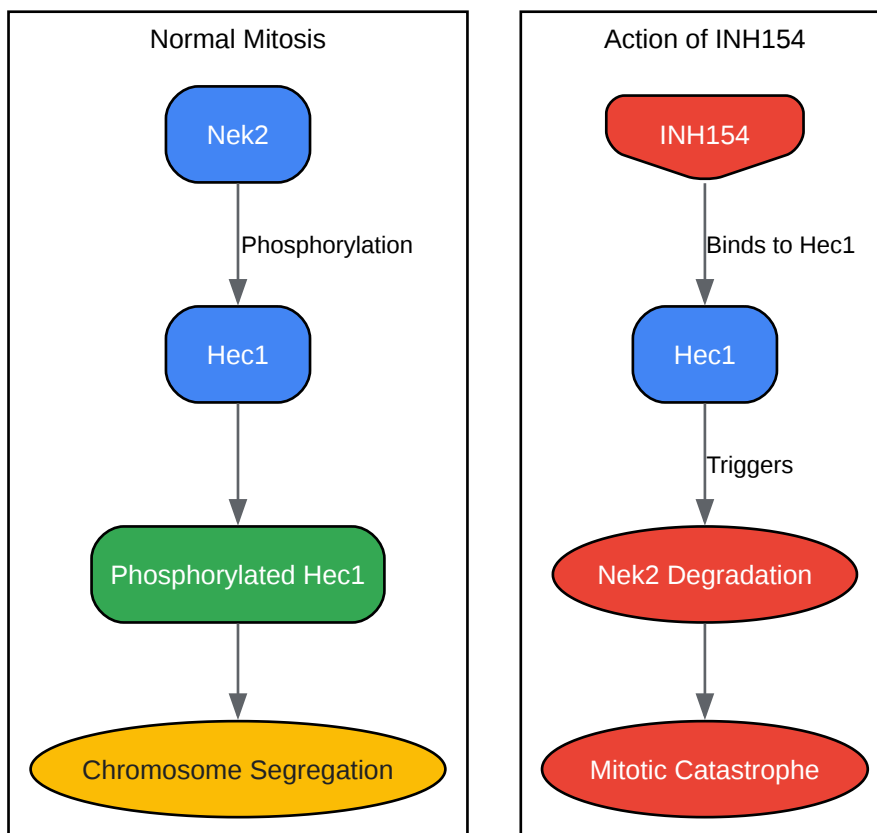 Normal Mitosis
Nek2
Phosphorylation
Hec1
Phosphorylated Hec1
Chromosome Segregation
Action of INH154
INH154
Binds to Hec1
Hec1
Triggers
Nek2 Degradation
Mitotic Catastrophe